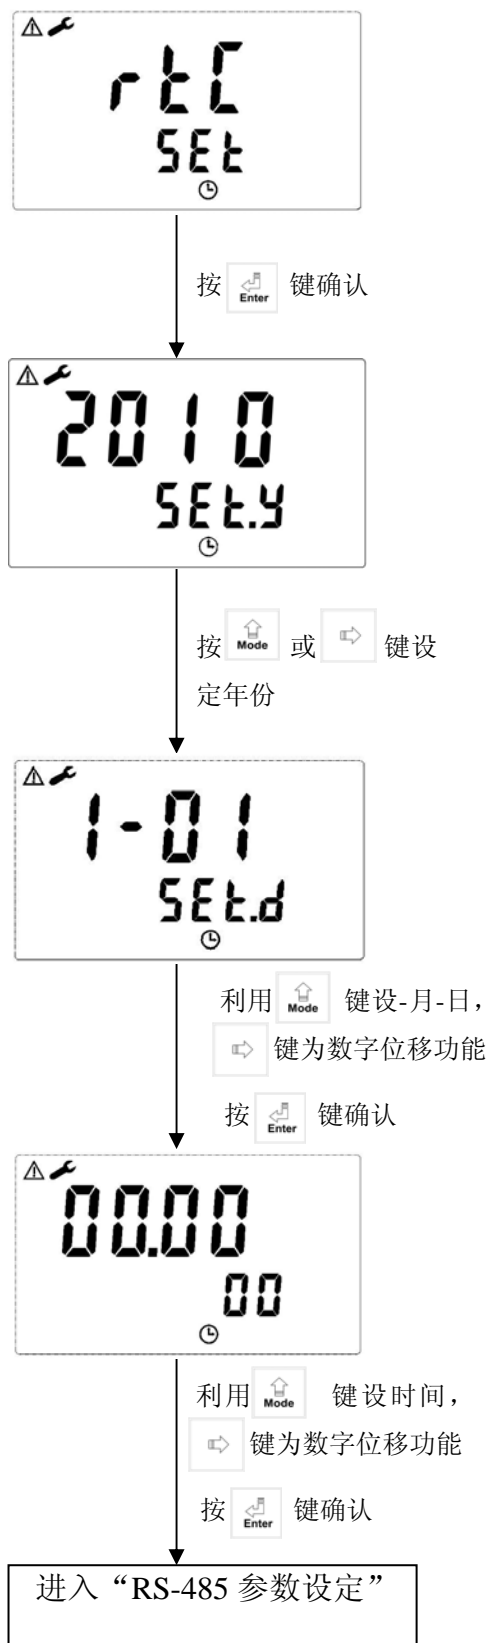 rtC
SEt
按 Enter 键确认
2010
SEt.y
按 Mode 或 键设
定年份
1-01
SEt.d
利用 Mode 键设-月-日，
键为数字位移功能
按 Enter 键确认
00.00
00
利用 Mode 键设时间，
键为数字位移功能
按 Enter 键确认
进入“RS-485 参数设定”